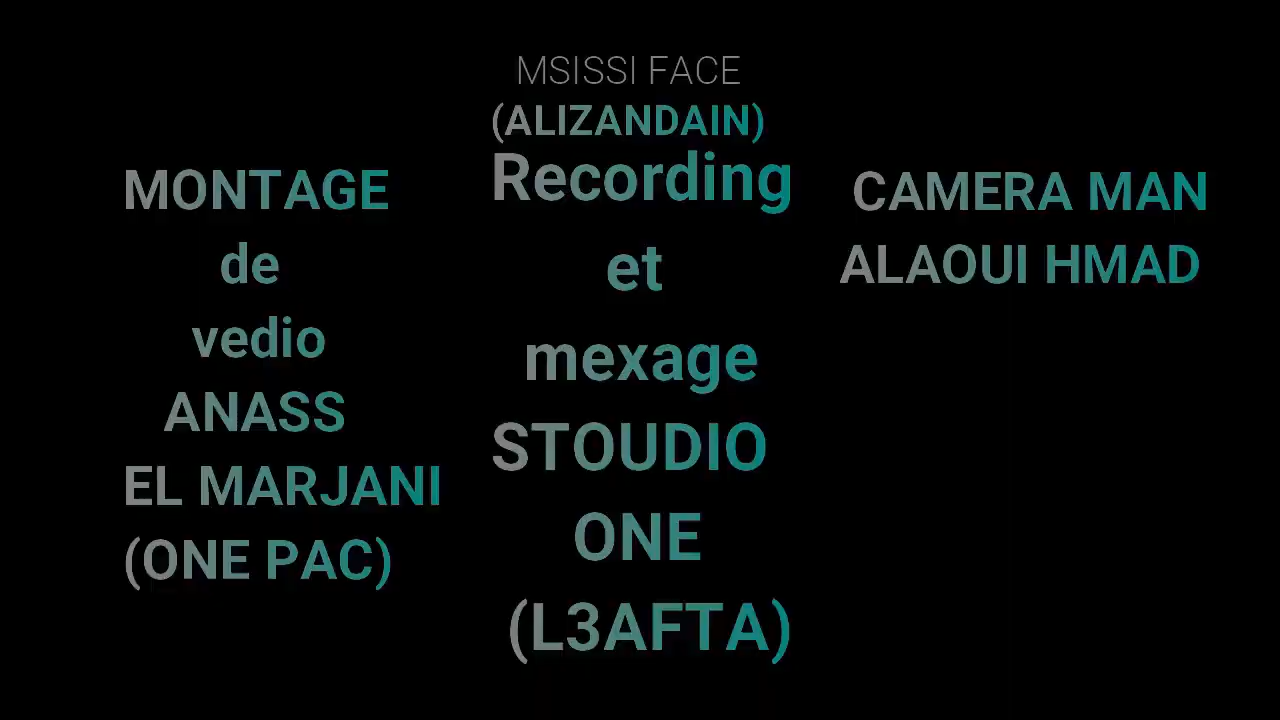 MSISSI FACE
(ALIZANDAIN)
MONTAGE
de
vedio
ANASS
EL MARJANI
(ONE PAC)
Recording
et
mexage
STOUDIO
ONE
(L3AFTA)
CAMERA MAN
ALAOUI HMAD